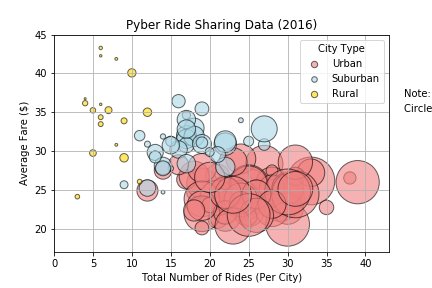 Pyber Ride Sharing Data (2016)
45
40
35
30
25
20
Average Fare ($)
City Type
Urban
Suburban
Rural
Note:
Circle
0
5
10
15
20
25
30
35
40
Total Number of Rides (Per City)